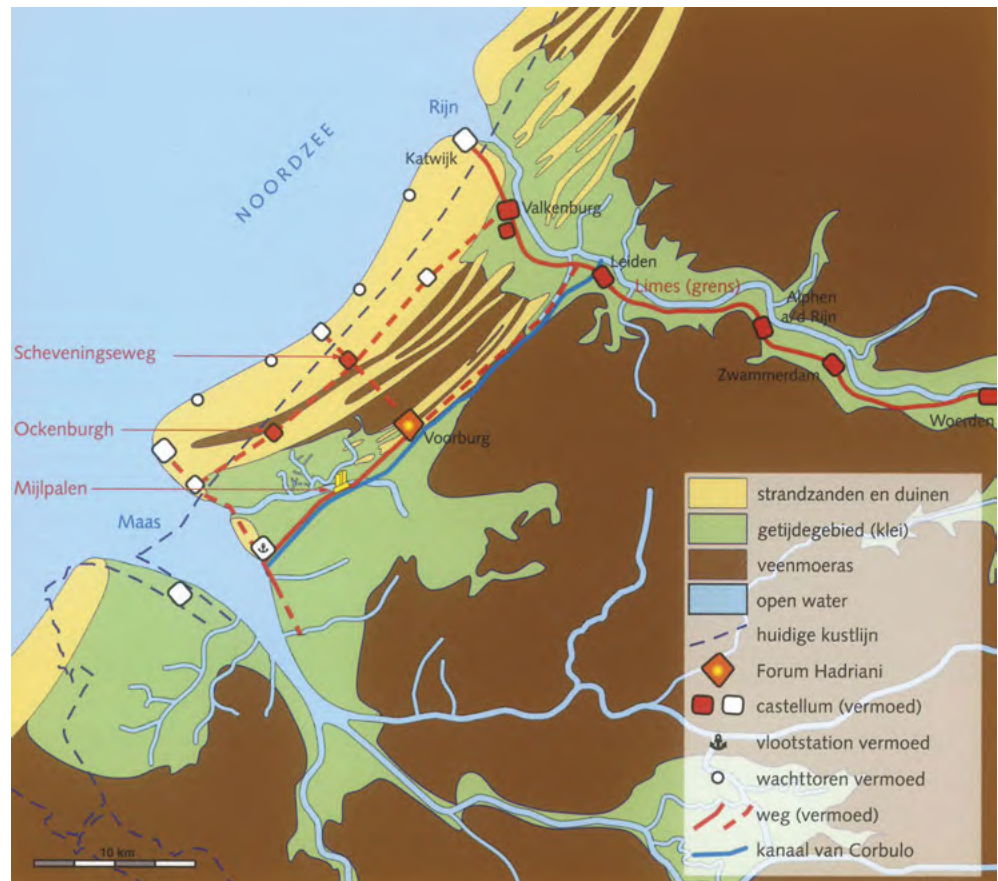 Rijn
Katwijk
NOORDZEE
Valkenburg
Leiden
Limes (grens)
Alphen
a/d Rijn
Scheveningseweg
Zwammerdam
Ockenburgh
Woerden
Voorburg
Mijlpalen
Maas
strandzanden en duinen
getijdegebied (klei)
veenmoeras
open water
huidige kustlijn
Forum Hadriani
castellum (vermoed)
vlootstation vermoed
wachttoren vermoed
weg (vermoed)
kanaal van Corbulo
10 km